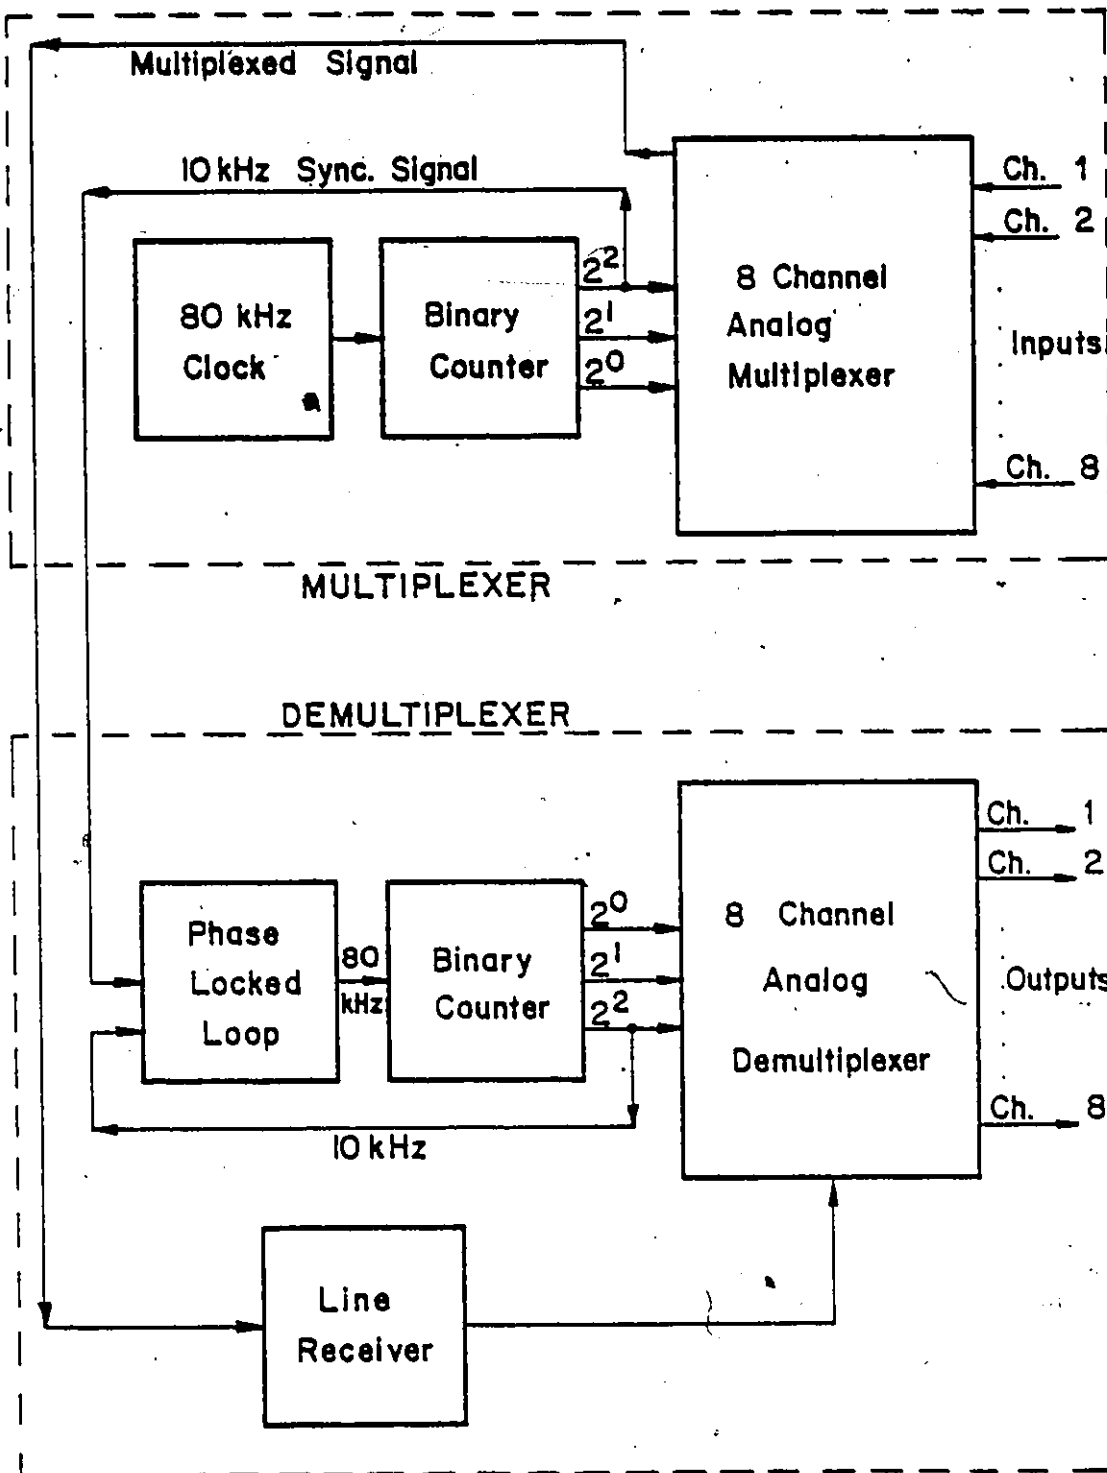 Multiplexed Signal
10 kHz Sync. Signal
Ch. 1
Ch. 2
80 kHz
Clock
Binary
Counter
2²
2¹
2⁰
8 Channel
Analog
Multiplexer
Inputs
Ch. 8
MULTIPLEXER
DEMULTIPLEXER
Ch. 1
Ch. 2
Phase
Locked
Loop
80
kHz
Binary
Counter
2⁰
2¹
2²
8 Channel
Analog
Demultiplexer
Outputs
Ch. 8
10 kHz
Line
Receiver